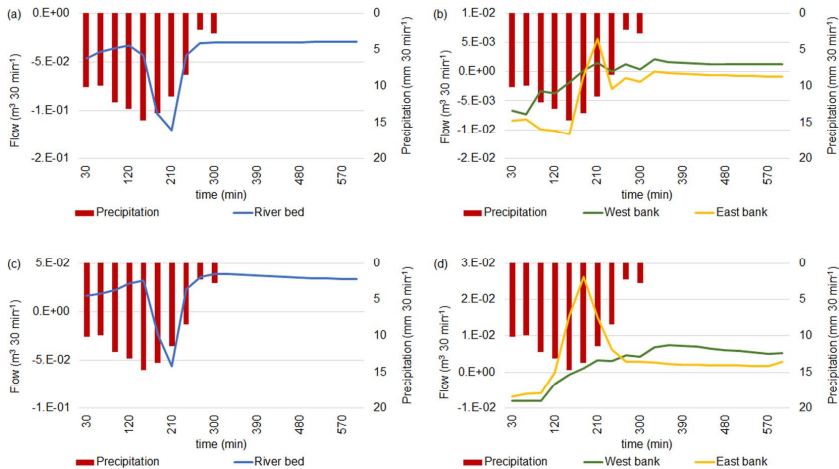 (a)
0.E+00
-5.E-02
-1.E-01
-2.E-01
Flow (m³ 30 min⁻¹)
0
5
10
15
20
Precipitation (mm 30 min⁻¹)
30 120 210 300 390 480 570
time (min)
Precipitation River bed
(b)
1.E-02
5.E-03
0.E+00
-5.E-03
-1.E-02
-2.E-02
Flow (m³ 30 min⁻¹)
0
5
10
15
20
Precipitation (mm 30 min⁻¹)
30 120 210 300 390 480 570
time (min)
Precipitation West bank East bank
(c)
5.E-02
0.E+00
-5.E-02
-1.E-01
Fow (m³ 30 min⁻¹)
0
5
10
15
20
Precipitation (mm 30 min⁻¹)
30 120 210 300 390 480 570
time (min)
Precipitation River bed
(d)
3.E-02
2.E-02
1.E-02
0.E+00
-1.E-02
Flow (m³ 30 min⁻¹)
0
5
10
15
20
Precipitation (mm 30 min⁻¹)
30 120 210 300 390 480 570
time (min)
Precipitation West bank East bank